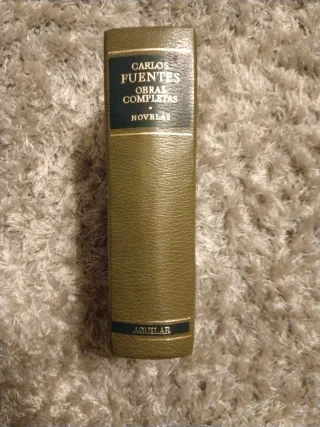 CARLOS
FUENTES
OBRAS
COMPLETAS
NOVELAS
AGUILAR